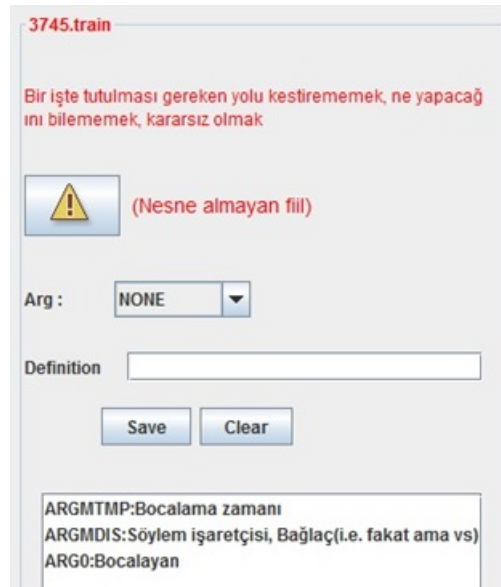 3745.train
Bir işte tutulması gereken yolu kestirememek, ne yapacağ
ını bilememek, kararsız olmak
(Nesne almayan fiil)
Arg : NONE
Definition
Save Clear
ARGMTMP:Bocalama zamanı
ARGMDIS:Söylem işaretçisi, Bağlaç(i.e. fakat ama vs)
ARG0:Bocalayan